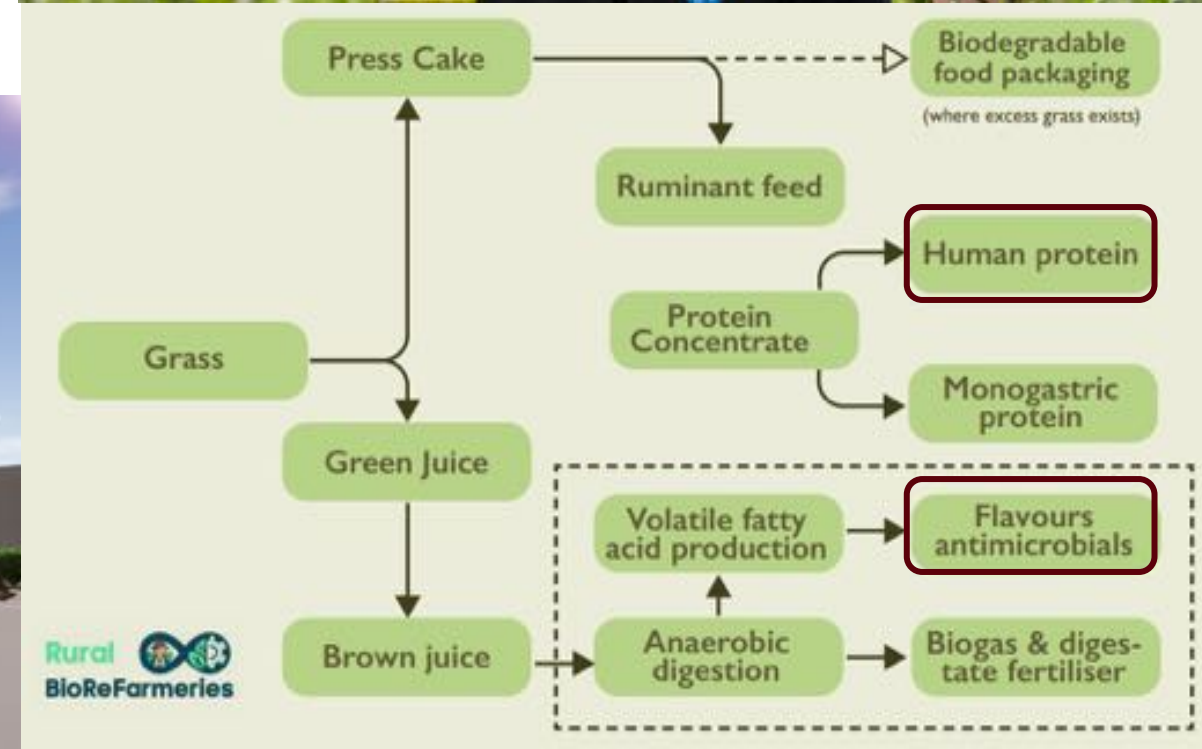 Press Cake
Biodegradable
food packaging
(where excess grass exists)
Ruminant feed
Human protein
Protein
Concentrate
Grass
Monogastric
protein
Green Juice
Volatile fatty
acid production
Flavours
antimicrobials
Brown juice
Anaerobic
digestion
Biogas & diges-
tate fertiliser
Rural
BioReFarmeries